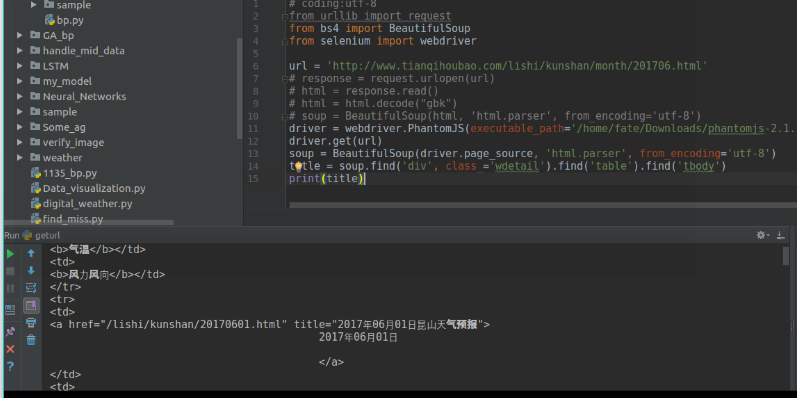 sample
bp.py
GA_bp
handle_mid_data
LSTM
my_model
Neural_Networks
sample
Some_ag
verify_image
weather
1135_bp.py
Data_visualization.py
digital_weather.py
find_miss.py
1 # coding:utf-8
2 from urllib import request
3 from bs4 import BeautifulSoup
4 from selenium import webdriver
5
6 url = 'http://www.tianqihoubao.com/lishi/kunshan/month/201706.html'
7 # response = request.urlopen(url)
8 # html = response.read()
9 # html = html.decode("gbk")
10 # soup = BeautifulSoup(html, 'html.parser', from_encoding='utf-8')
11 driver = webdriver.PhantomJS(executable_path='/home/fate/Downloads/phantomjs-2.1.
12 driver.get(url)
13 soup = BeautifulSoup(driver.page_source, 'html.parser', from_encoding='utf-8')
14 title = soup.find('div', class_='wdetail').find('table').find('tbody')
15 print(title)
Run geturl
<b>气温</b></td>
<td>
<b>风力风向</b></td>
</tr>
<tr>
<td>
<a href="/lishi/kunshan/20170601.html" title="2017年06月01日昆山天气预报">
2017年06月01日
</a>
</td>
<td>